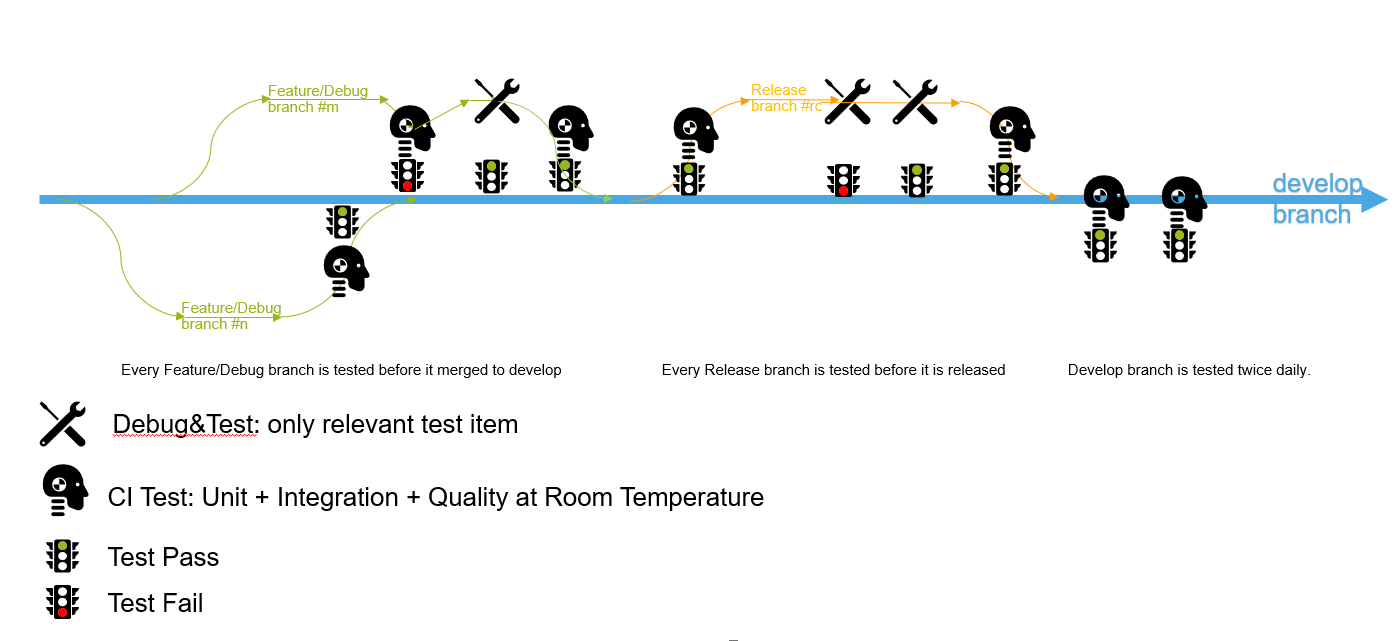 Feature/Debug
branch #m
Release
branch #rc
develop
branch
Feature/Debug
branch #n
Every Feature/Debug branch is tested before it merged to develop
Every Release branch is tested before it is released
Develop branch is tested twice daily.
Debug&Test: only relevant test item
CI Test: Unit + Integration + Quality at Room Temperature
Test Pass
Test Fail